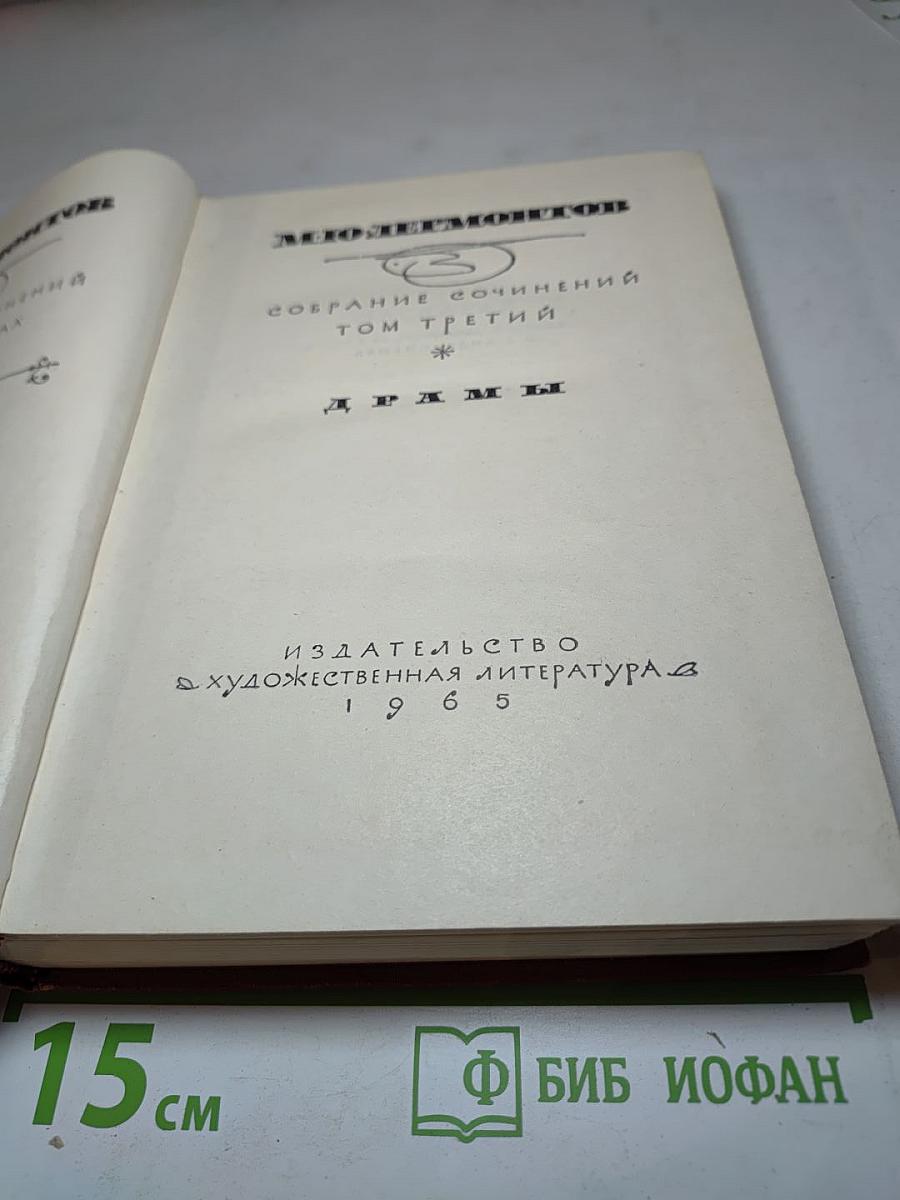 М.Ю.ЛЕРМОНТОВ
СОБРАНИЕ СОЧИНЕНИЙ
ТОМ ТРЕТИЙ
*
ДРАМЫ
ИЗДАТЕЛЬСТВО
ХУДОЖЕСТВЕННАЯ ЛИТЕРАТУРА
1965
15 см
Ф БИБ ИОФАН